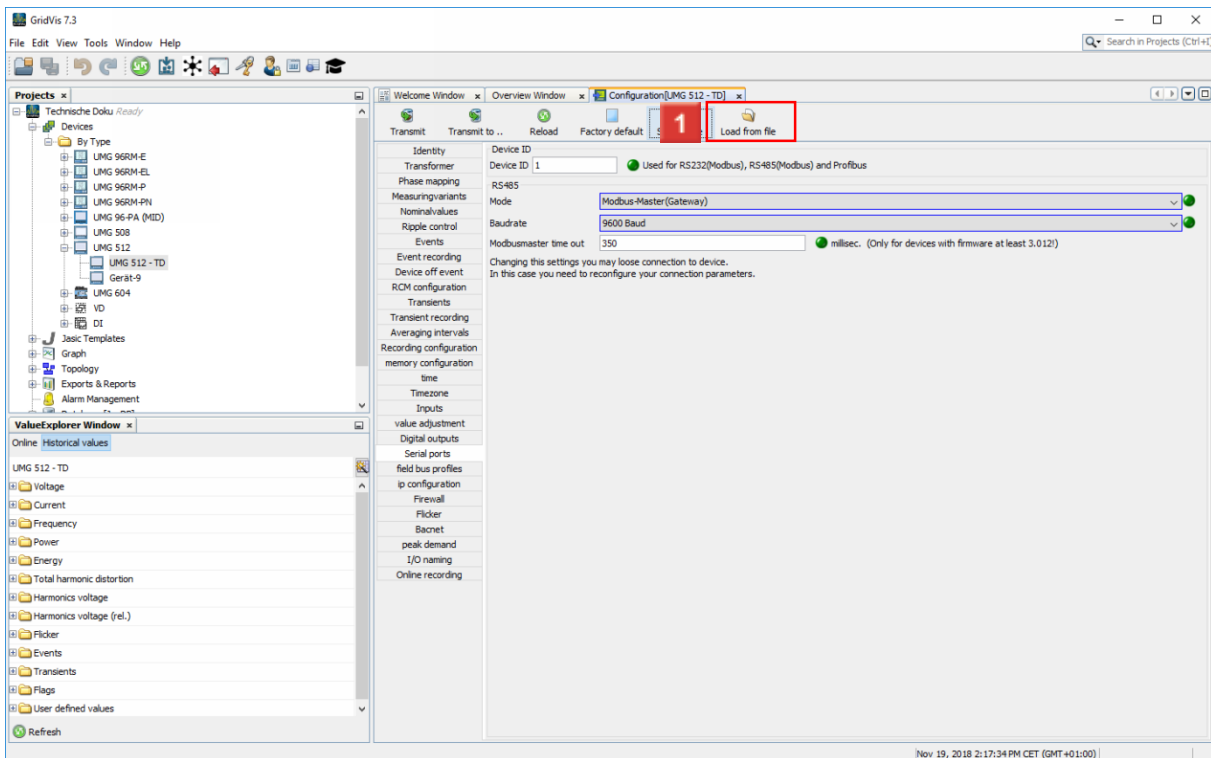 GridVis 7.3
File Edit View Tools Window Help
Search in Projects (Ctrl+I)
Projects
Technische Doku Ready
Devices
By Type
UMG 96RM-E
UMG 96RM-EL
UMG 96RM-P
UMG 96RM-PN
UMG 96-PA (MID)
UMG 508
UMG 512
UMG 512 - TD
Gerät-9
UMG 604
VD
DI
Jasic Templates
Graph
Topology
Exports & Reports
Alarm Management
ValueExplorer Window
Online Historical values
UMG 512 - TD
Voltage
Current
Frequency
Power
Energy
Total harmonic distortion
Harmonics voltage
Harmonics voltage (rel.)
Flicker
Events
Transients
Flags
User defined values
Refresh
Welcome Window Overview Window Configuration[UMG 512 - TD]
Transmit Transmit to .. Reload Factory default 1 Load from file
Identity
Transformer
Phase mapping
Measuringvariants
Nominalvalues
Ripple control
Events
Event recording
Device off event
RCM configuration
Transients
Transient recording
Averaging intervals
Recording configuration
memory configuration
time
Timezone
Inputs
value adjustment
Digital outputs
Serial ports
field bus profiles
ip configuration
Firewall
Flicker
Bacnet
peak demand
I/O naming
Online recording
Device ID
Device ID 1 Used for RS232(Modbus), RS485(Modbus) and Profibus
RS485
Mode Modbus-Master(Gateway)
Baudrate 9600 Baud
Modbusmaster time out 350 millisec. (Only for devices with firmware at least 3.012!)
Changing this settings you may loose connection to device.
In this case you need to reconfigure your connection parameters.
Nov 19, 2018 2:17:34 PM CET (GMT+01:00)